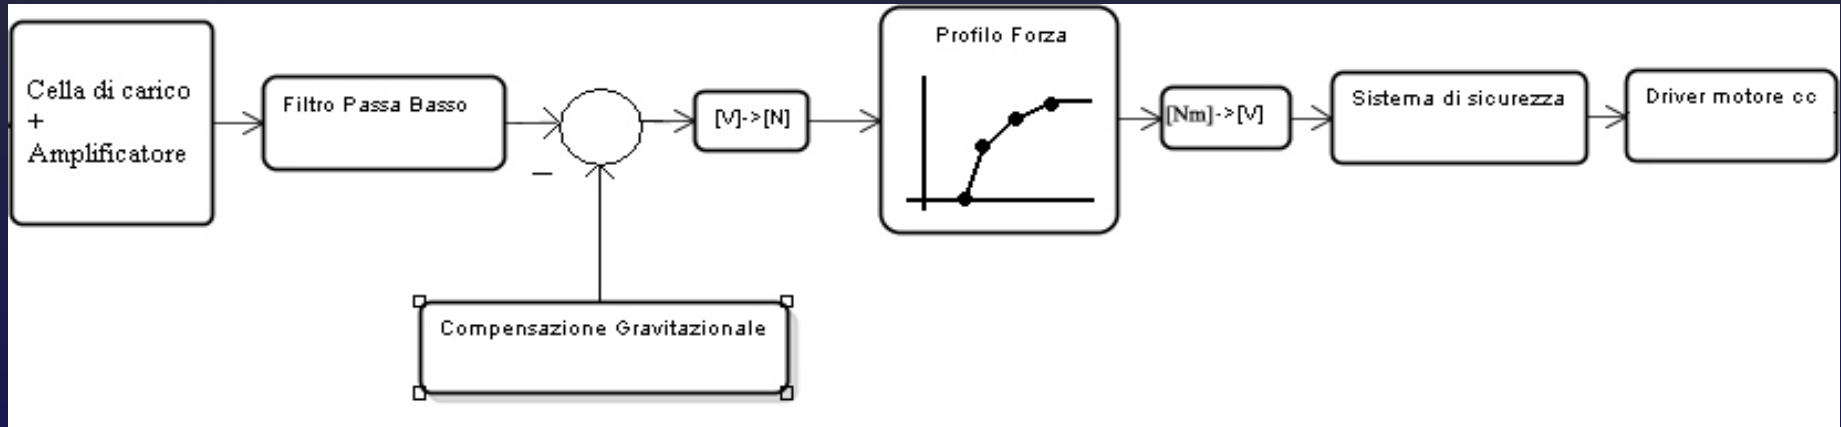 Cella di carico
+
Amplificatore
Filtro Passa Basso
–
[V]->[N]
Profilo Forza
[Nm]->[V]
Sistema di sicurezza
Driver motore cc
Compensazione Gravitazionale